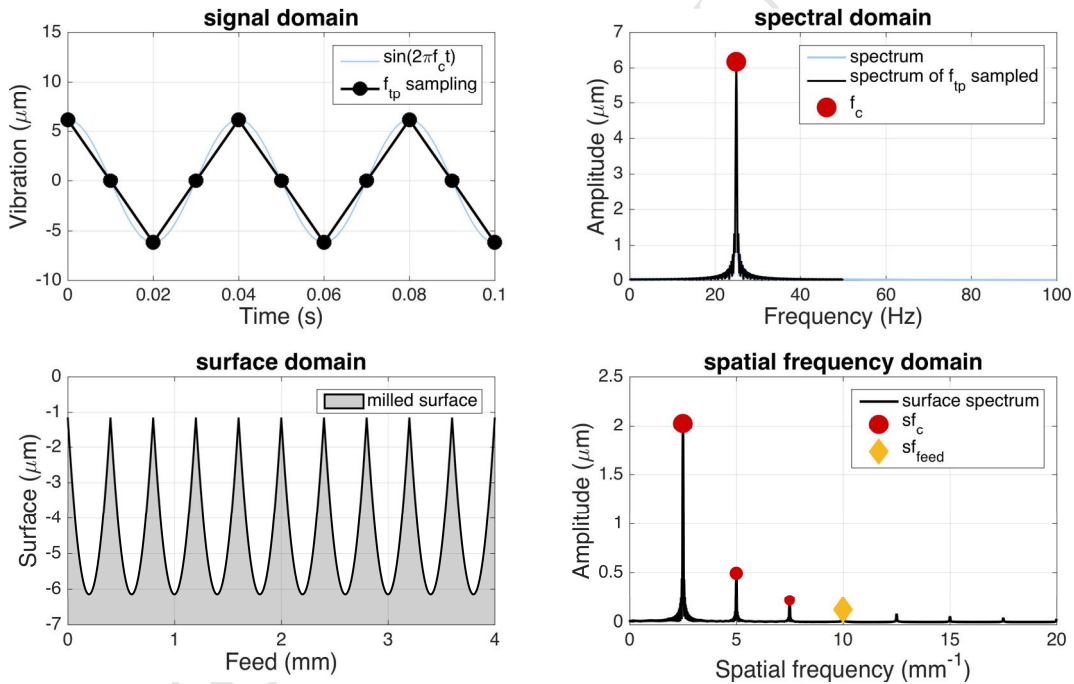 signal domain
15
10
5
0
-5
-10
Vibration (μm)
sin(2πf_c t)
f_tp sampling
0 0.02 0.04 0.06 0.08 0.1
Time (s)
spectral domain
7
6
5
4
3
2
1
0
Amplitude (μm)
spectrum
spectrum of f_tp sampled
f_c
0 20 40 60 80 100
Frequency (Hz)
surface domain
0
-1
-2
-3
-4
-5
-6
-7
Surface (μm)
milled surface
0 1 2 3 4
Feed (mm)
spatial frequency domain
2.5
2
1.5
1
0.5
0
Amplitude (μm)
surface spectrum
sf_c
sf_feed
0 5 10 15 20
Spatial frequency (mm⁻¹)